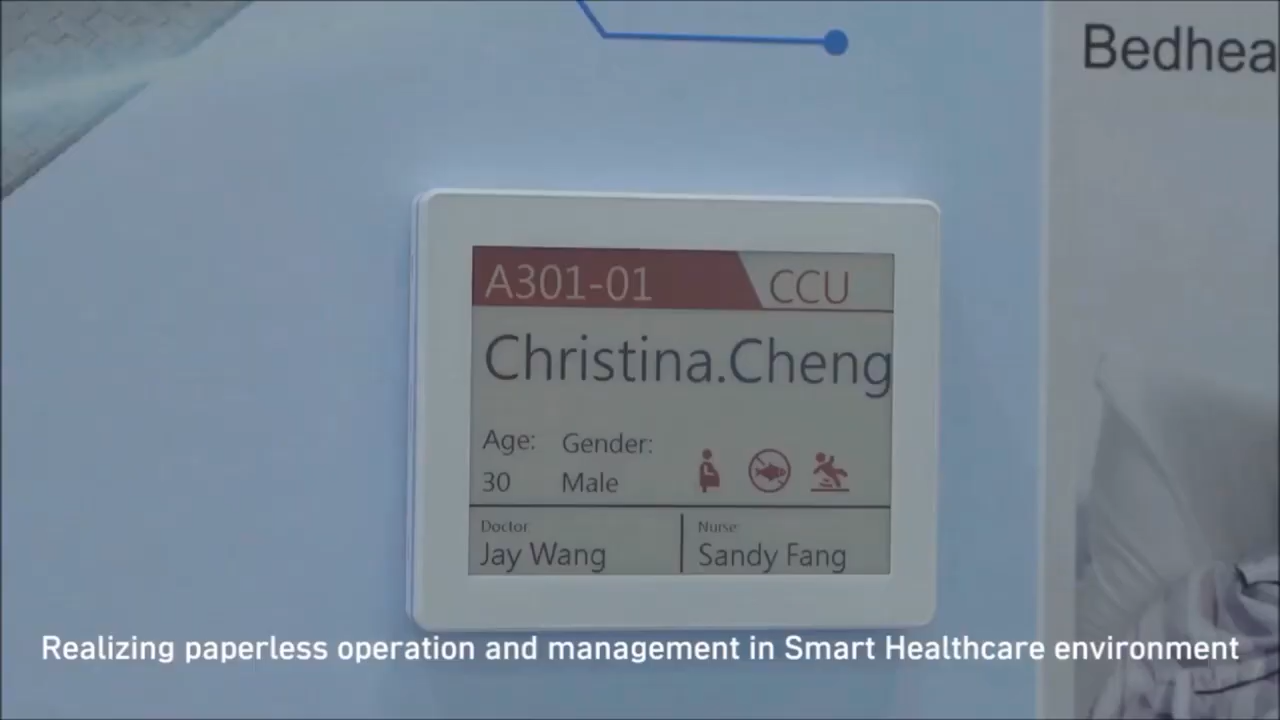 Bedhea
A301-01 CCU
Christina.Cheng
Age: Gender:
30 Male
Doctor: Nurse:
Jay Wang Sandy Fang
Realizing paperless operation and management in Smart Healthcare environment